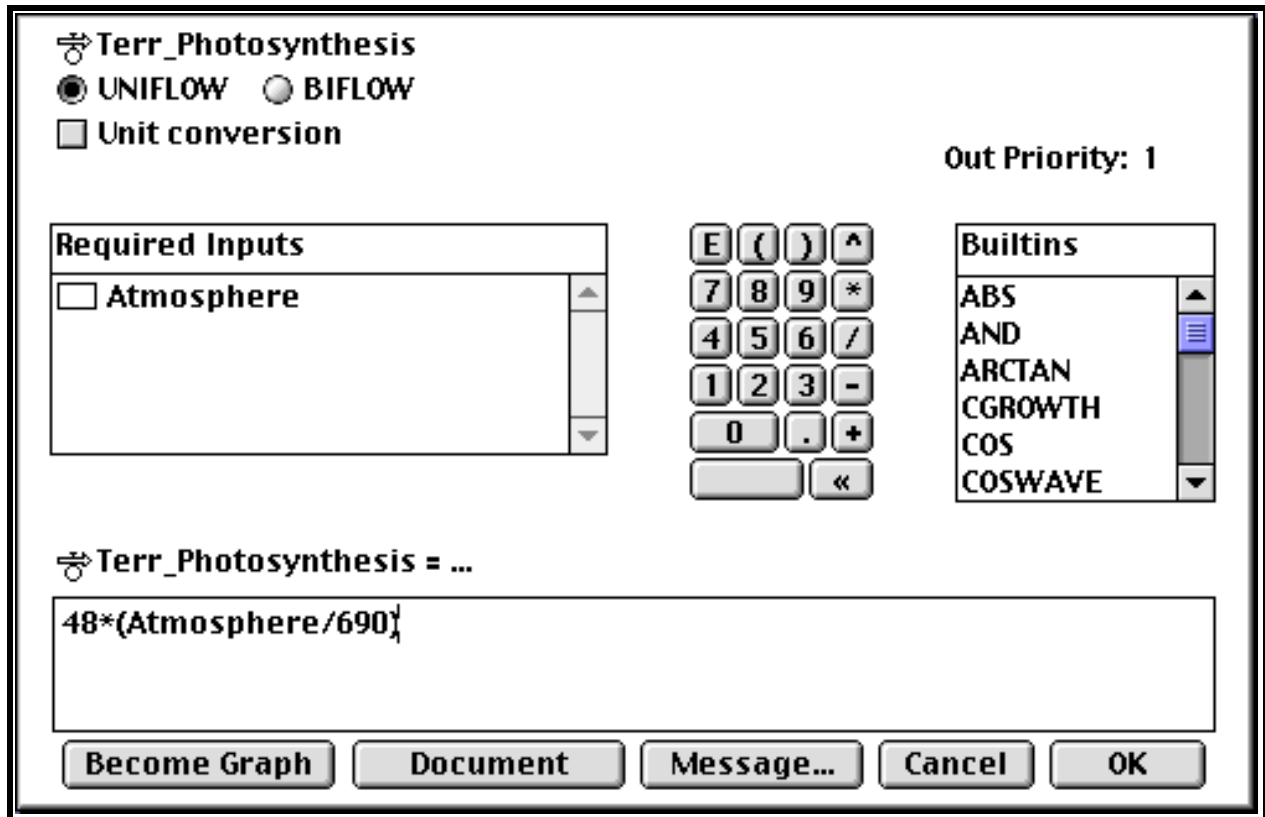 Terr_Photosynthesis
UNIFLOW BIFLOW
Unit conversion
Out Priority: 1
Required Inputs
Atmosphere
E ( ) ^
7 8 9 *
4 5 6 /
1 2 3 -
0 . +
«
Builtins
ABS
AND
ARCTAN
CGROWTH
COS
COSWAVE
Terr_Photosynthesis = ...
48*(Atmosphere/690)
Become Graph Document Message... Cancel OK